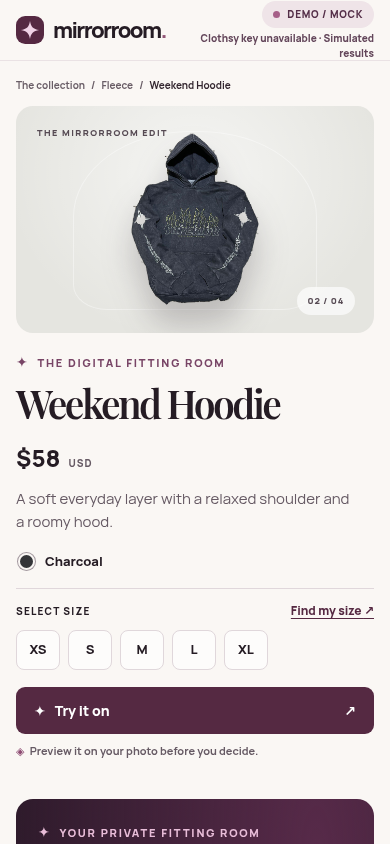 mirrorroom.
DEMO / MOCK
Clothsy key unavailable · Simulated
results
The collection / Fleece / Weekend Hoodie
THE MIRRORROOM EDIT
02 / 04
THE DIGITAL FITTING ROOM
Weekend Hoodie
$58 USD
A soft everyday layer with a relaxed shoulder and
a roomy hood.
Charcoal
SELECT SIZE
Find my size ↗
XS S M L XL
Try it on ↗
Preview it on your photo before you decide.
YOUR PRIVATE FITTING ROOM